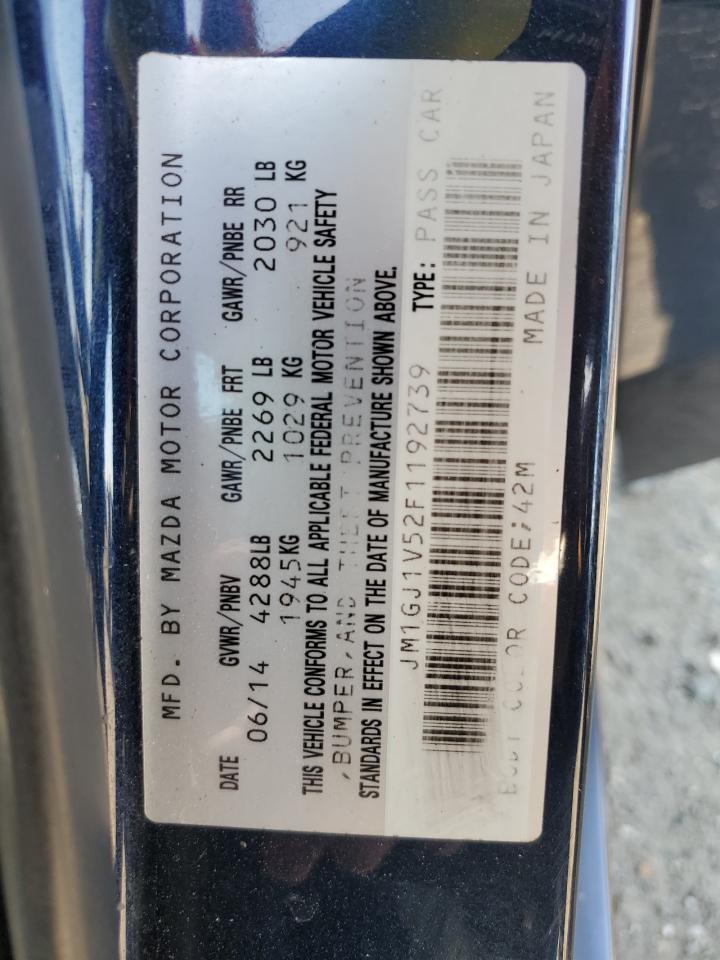 MFD. BY MAZDA MOTOR CORPORATION
DATE GVWR/PNBV GAWR/PNBE FRT GAWR/PNBE RR
06/14 4288LB 2269 LB 2030 LB
1945KG 1029 KG 921 KG
THIS VEHICLE CONFORMS TO ALL APPLICABLE FEDERAL MOTOR VEHICLE SAFETY
,BUMPER,AND THEFT PREVENTION
STANDARDS IN EFFECT ON THE DATE OF MANUFACTURE SHOWN ABOVE.
JM1GJ1V52F1192739 TYPE: PASS CAR
BODY COLOR CODE;42M MADE IN JAPAN